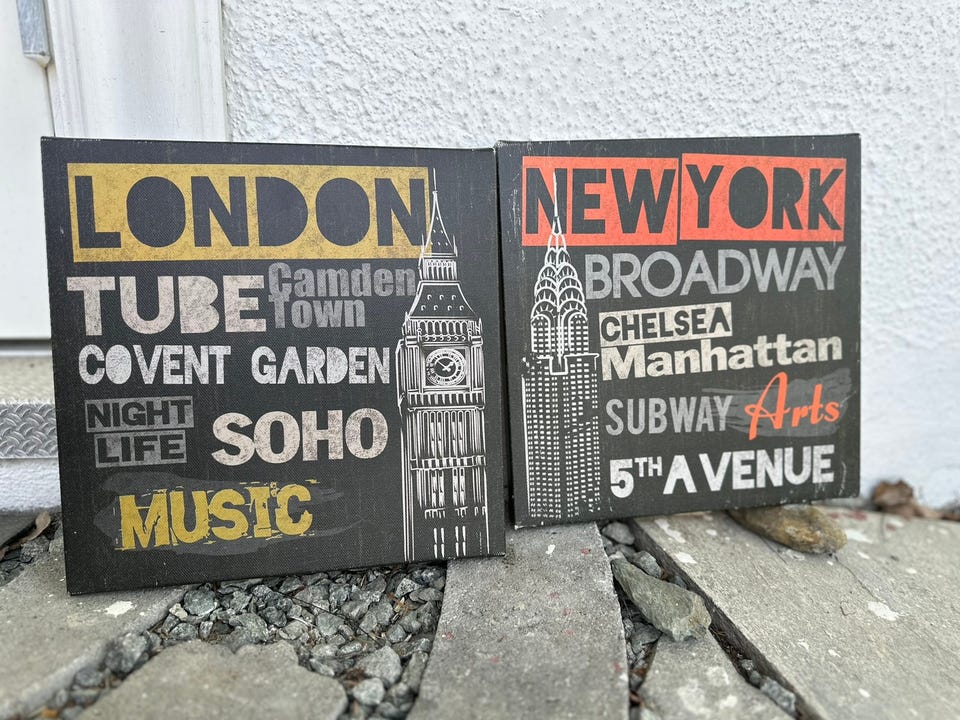 LONDON
TUBE
Camden
Town
COVENT GARDEN
NIGHT
LIFE
SOHO
MUSIC
NEW YORK
BROADWAY
CHELSEA
Manhattan
SUBWAY Arts
5TH AVENUE